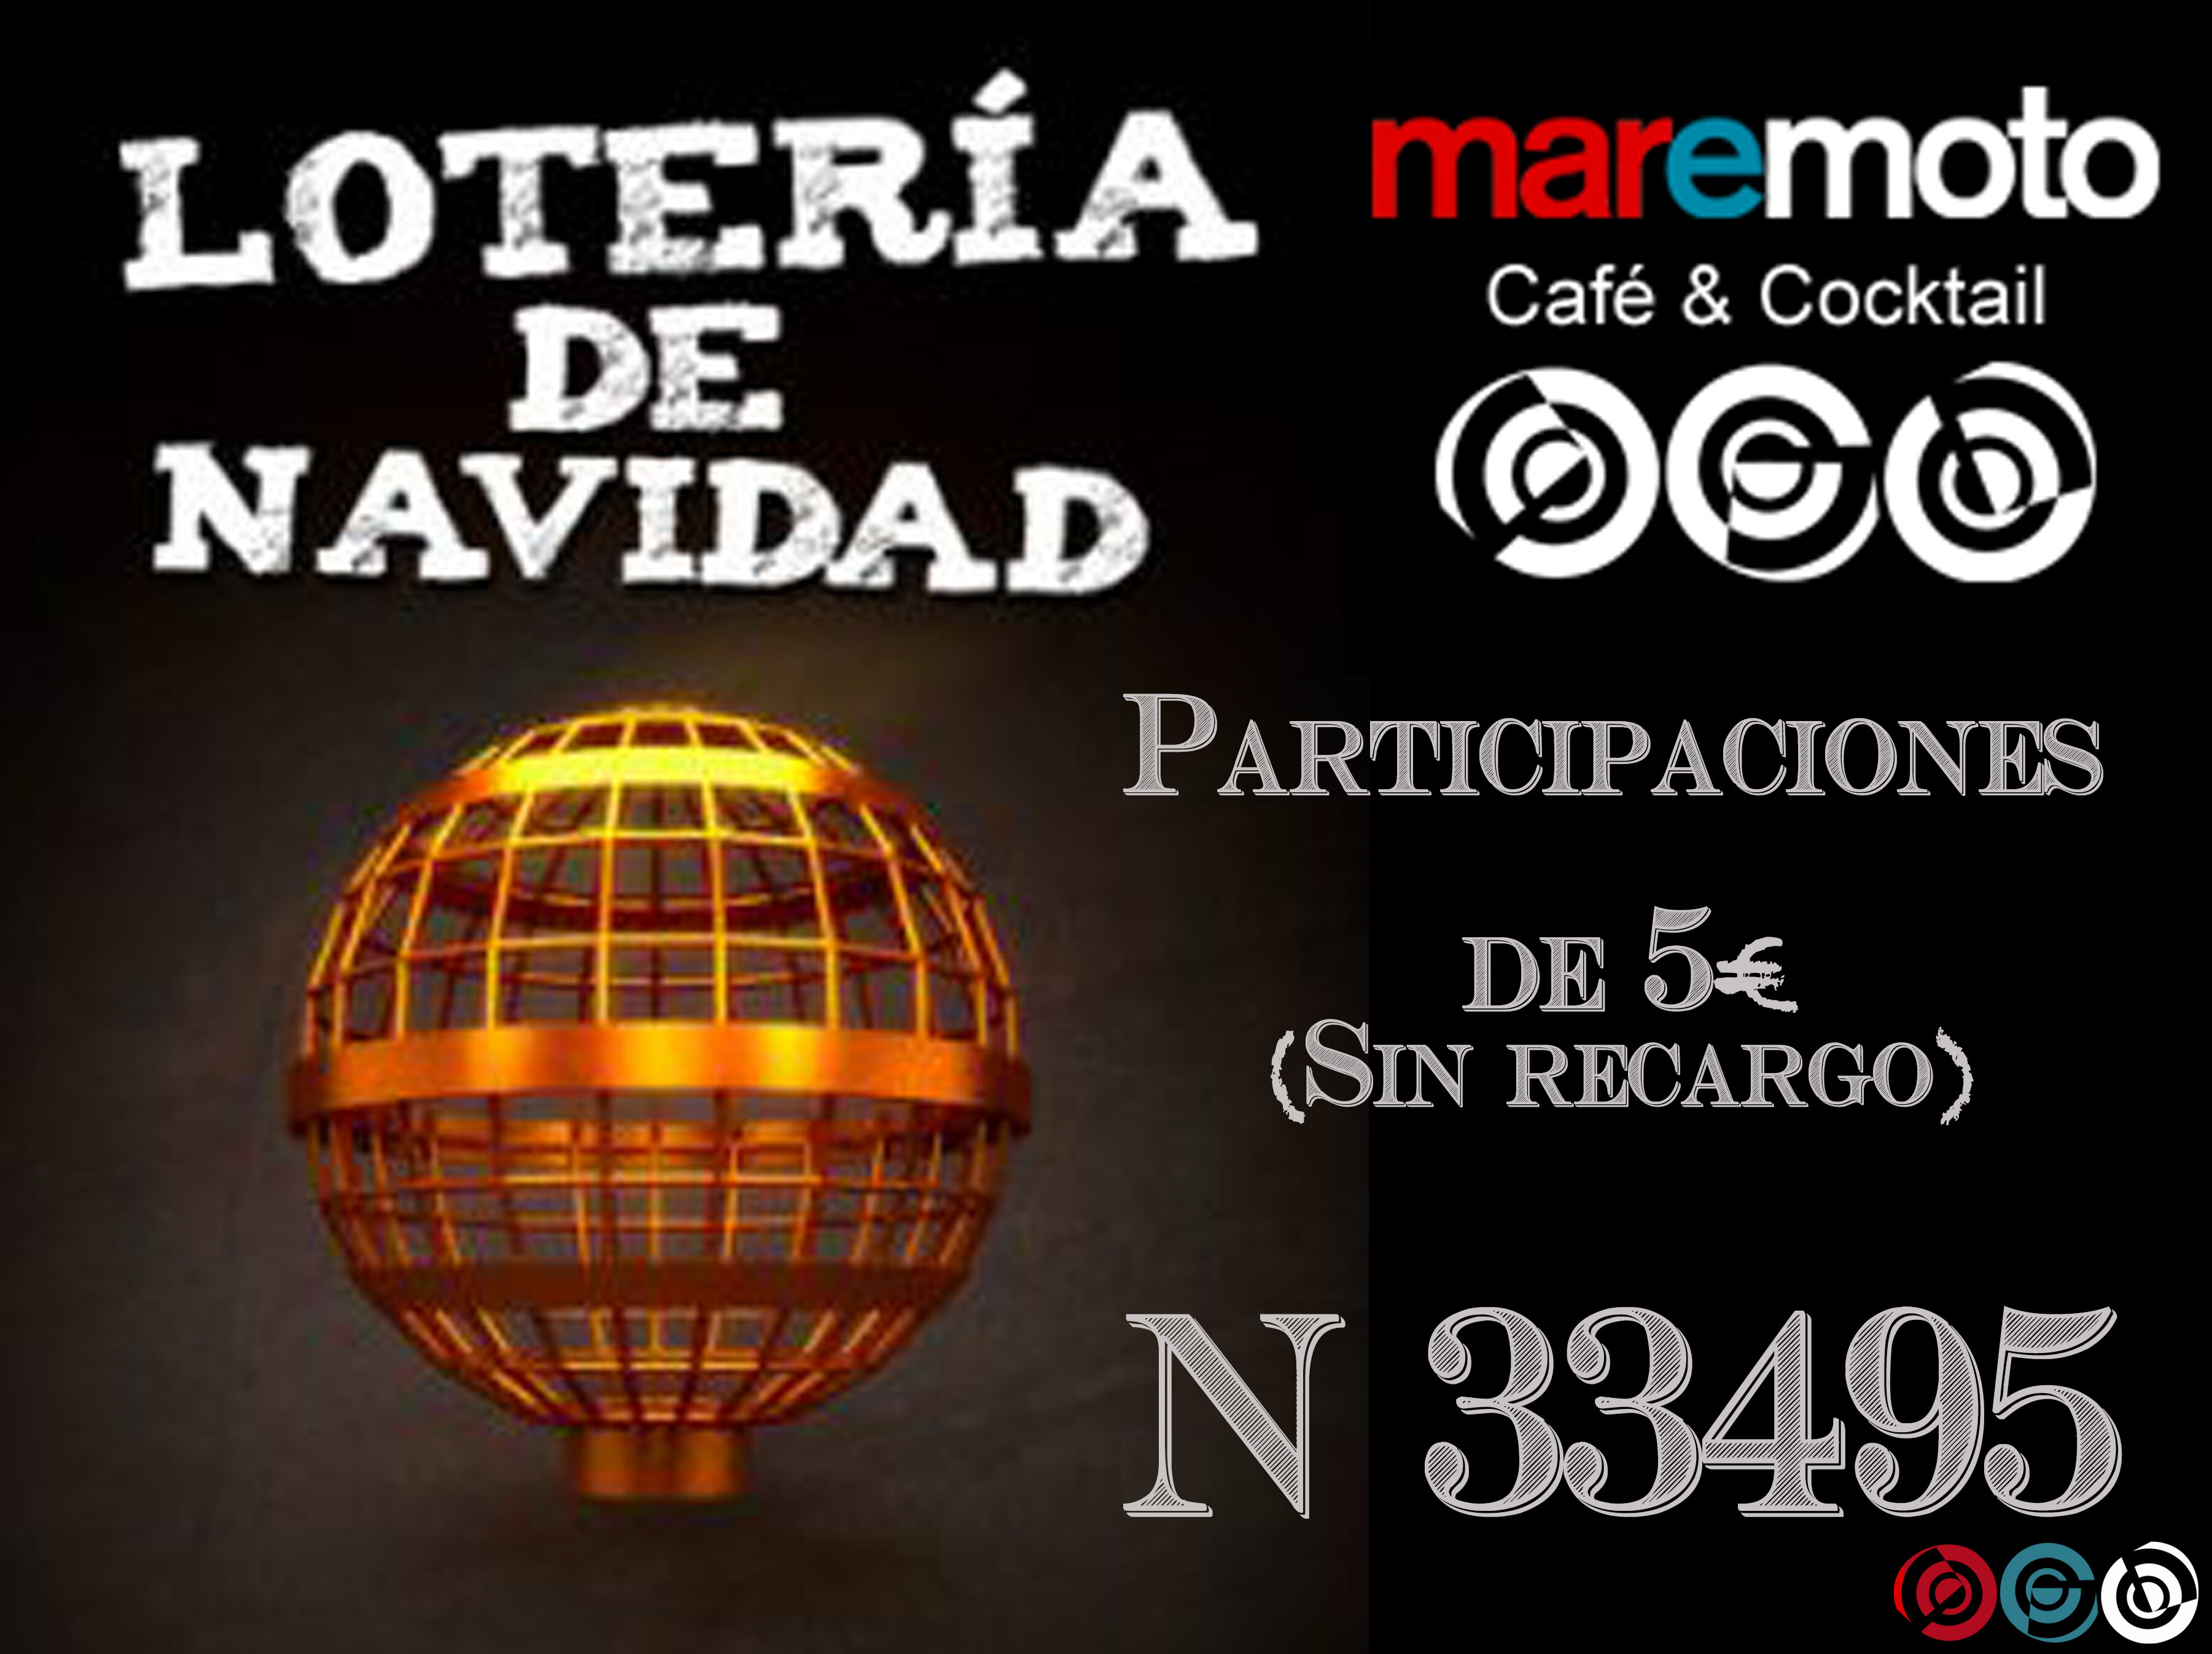 LOTERÍA
DE
NAVIDAD
maremoto
Café & Cocktail
PARTICIPACIONES
DE 5€
(SIN RECARGO)
N 33495